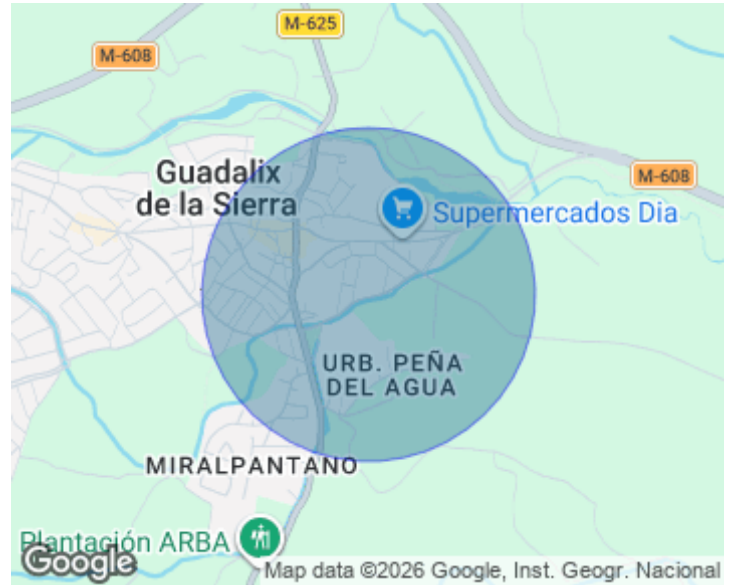 M-625
M-608
Guadalix
de la Sierra
M-608
Supermercados Dia
URB. PEÑA
DEL AGUA
MIRALPANTANO
Plantación ARBA
Google
Map data ©2026 Google, Inst. Geogr. Nacional